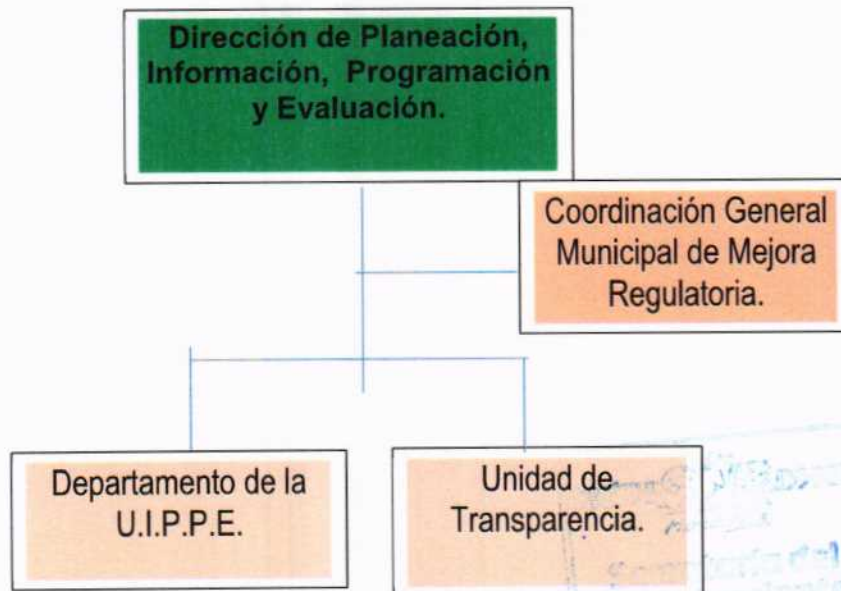 Dirección de Planeación,
Información, Programación
y Evaluación.
Coordinación General
Municipal de Mejora
Regulatoria.
Departamento de la
U.I.P.P.E.
Unidad de
Transparencia.